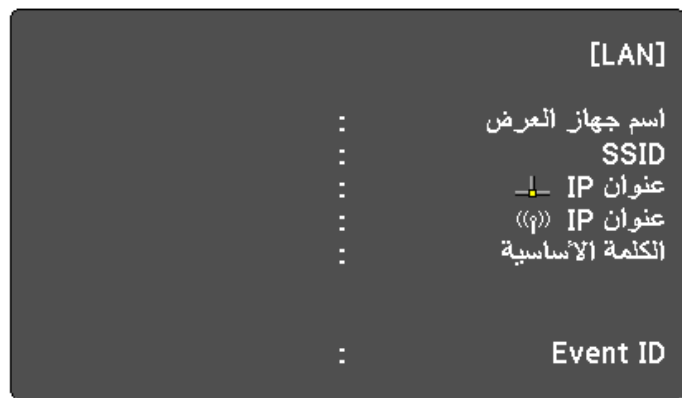 [LAN]
اسم جهاز العرض :
SSID :
عنوان IP :
عنوان IP :
الكلمة الأساسية :
Event ID :